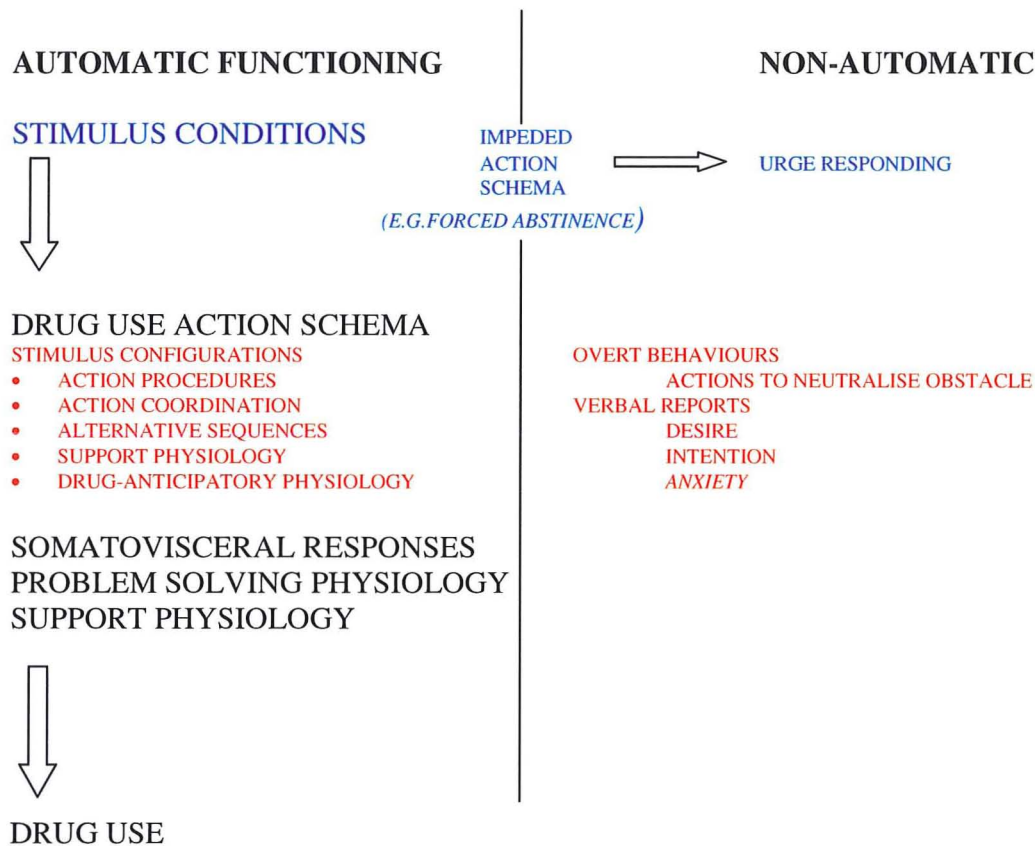 AUTOMATIC FUNCTIONING
NON-AUTOMATIC
STIMULUS CONDITIONS
IMPEDED
ACTION
SCHEMA
(E.G.FORCED ABSTINENCE)
URGE RESPONDING
DRUG USE ACTION SCHEMA
STIMULUS CONFIGURATIONS
• ACTION PROCEDURES
• ACTION COORDINATION
• ALTERNATIVE SEQUENCES
• SUPPORT PHYSIOLOGY
• DRUG-ANTICIPATORY PHYSIOLOGY
OVERT BEHAVIOURS
ACTIONS TO NEUTRALISE OBSTACLE
VERBAL REPORTS
DESIRE
INTENTION
ANXIETY
SOMATOVISCERAL RESPONSES
PROBLEM SOLVING PHYSIOLOGY
SUPPORT PHYSIOLOGY
DRUG USE